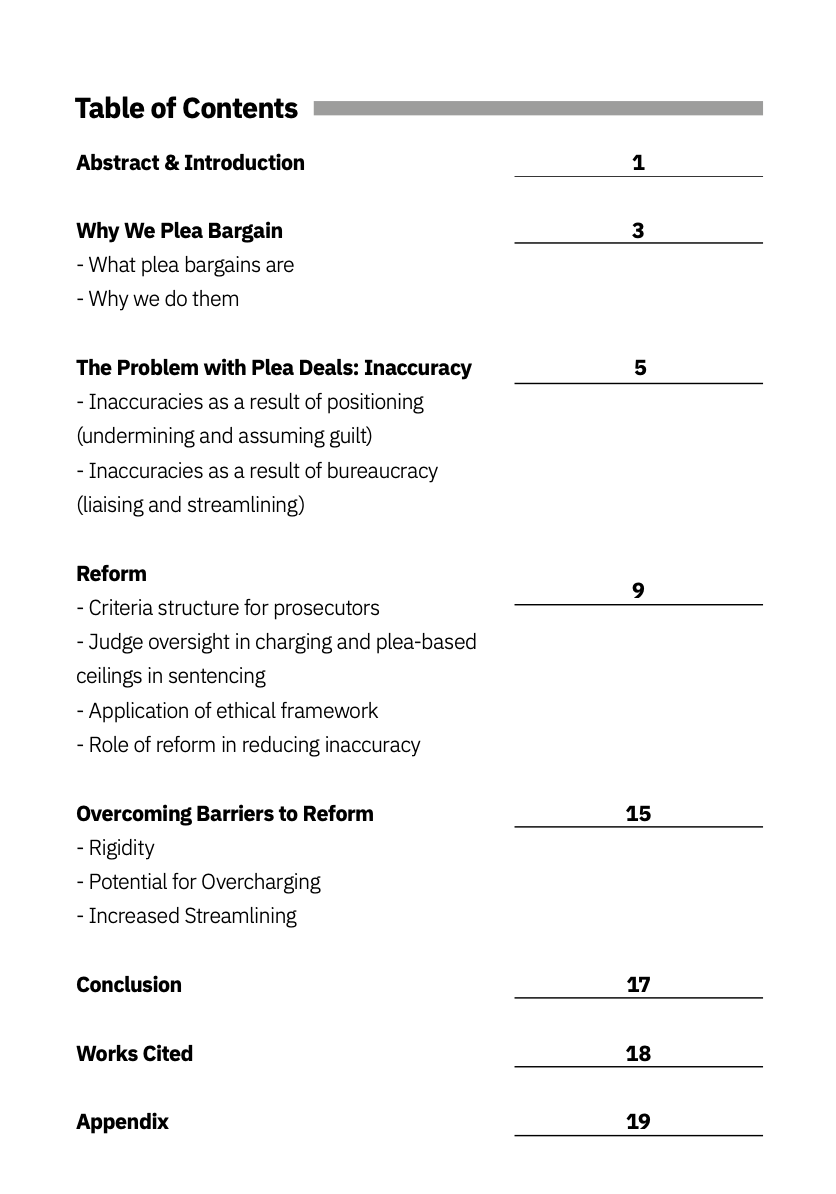 Table of Contents
Abstract & Introduction 1
Why We Plea Bargain 3
- What plea bargains are
- Why we do them
The Problem with Plea Deals: Inaccuracy 5
- Inaccuracies as a result of positioning
(undermining and assuming guilt)
- Inaccuracies as a result of bureaucracy
(liaising and streamlining)
Reform
9
- Criteria structure for prosecutors
- Judge oversight in charging and plea-based
ceilings in sentencing
- Application of ethical framework
- Role of reform in reducing inaccuracy
Overcoming Barriers to Reform 15
- Rigidity
- Potential for Overcharging
- Increased Streamlining
Conclusion 17
Works Cited 18
Appendix 19